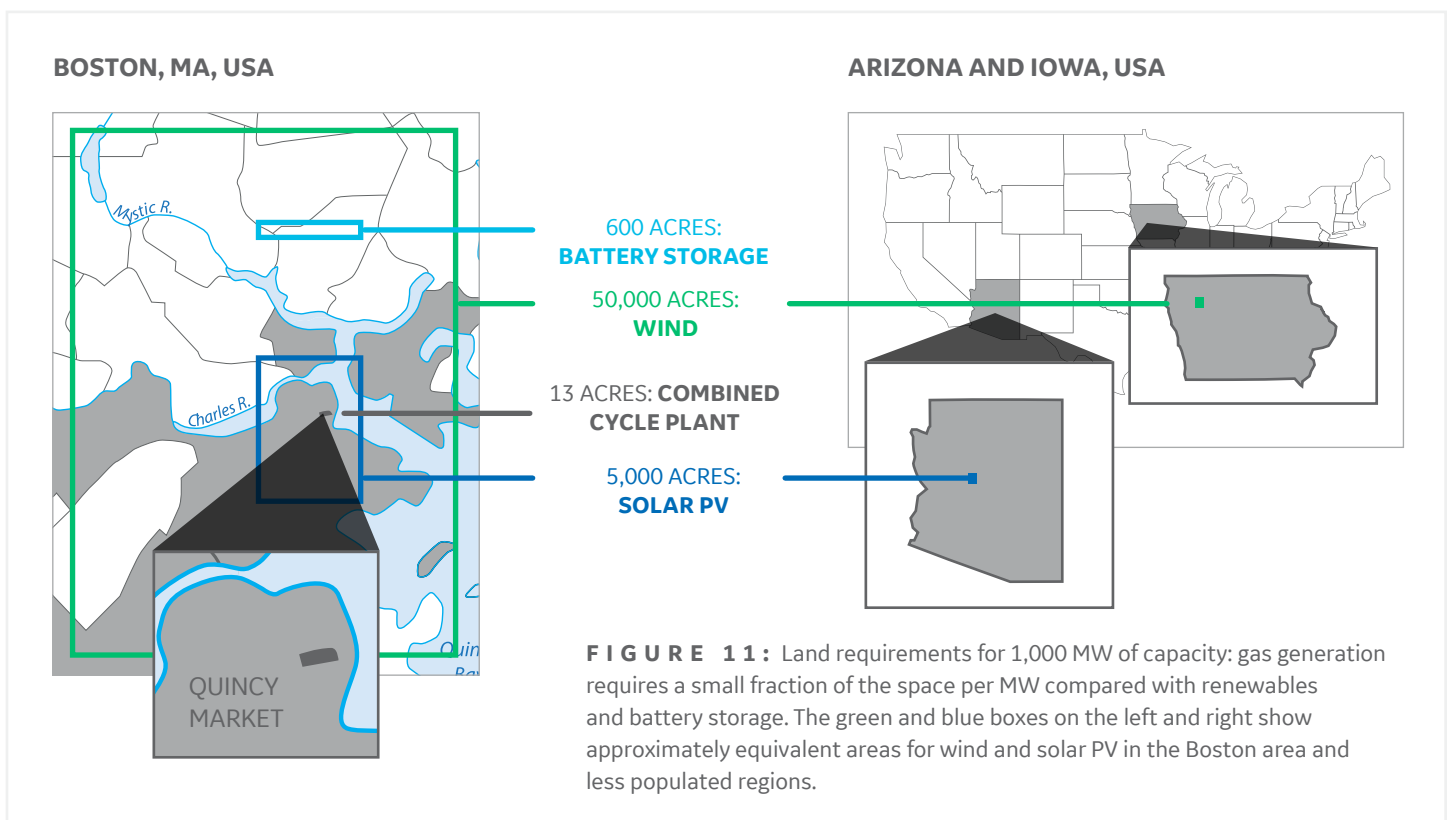 BOSTON, MA, USA
Mystic R.
Charles R.
QUINCY
MARKET
600 ACRES:
BATTERY STORAGE
50,000 ACRES:
WIND
13 ACRES: COMBINED
CYCLE PLANT
5,000 ACRES:
SOLAR PV
ARIZONA AND IOWA, USA
FIGURE 11: Land requirements for 1,000 MW of capacity: gas generation
requires a small fraction of the space per MW compared with renewables
and battery storage. The green and blue boxes on the left and right show
approximately equivalent areas for wind and solar PV in the Boston area and
less populated regions.